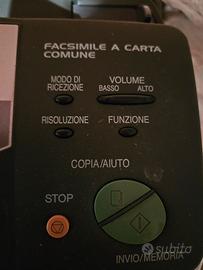 FACSIMILE A CARTA
COMUNE
MODO DI
RICEZIONE
VOLUME
BASSO ALTO
RISOLUZIONE
FUNZIONE
COPIA/AIUTO
STOP
INVIO/MEMORIA
subito